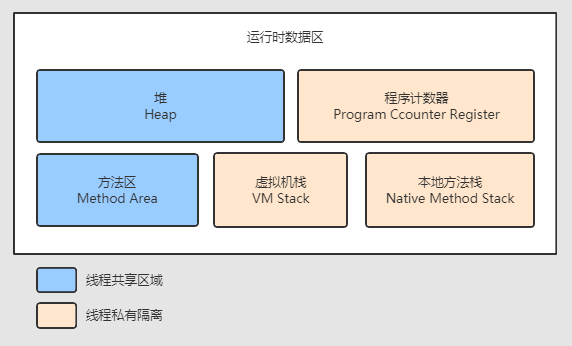 运行时数据区
堆
Heap
程序计数器
Program Ccounter Register
方法区
Method Area
虚拟机栈
VM Stack
本地方法栈
Native Method Stack
线程共享区域
线程私有隔离